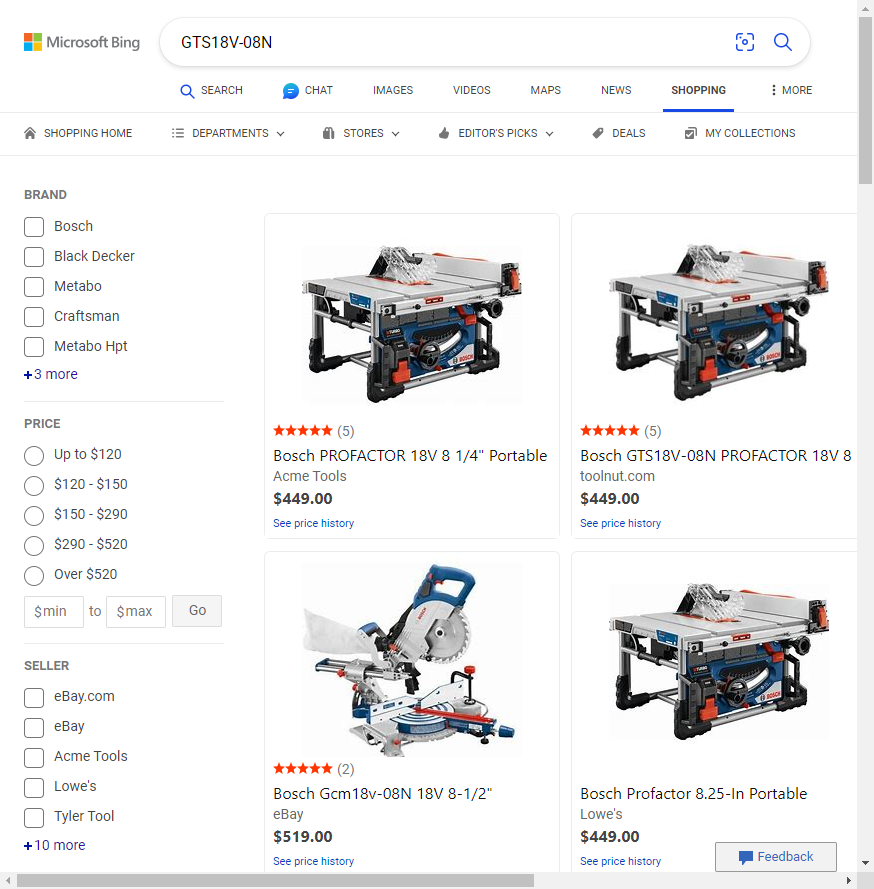 Microsoft Bing
GTS18V-08N
SEARCH CHAT IMAGES VIDEOS MAPS NEWS SHOPPING MORE
SHOPPING HOME DEPARTMENTS STORES EDITOR'S PICKS DEALS MY COLLECTIONS
BRAND
Bosch
Black Decker
Metabo
Craftsman
Metabo Hpt
+3 more
PRICE
Up to $120
$120 - $150
$150 - $290
$290 - $520
Over $520
$min to $max Go
SELLER
eBay.com
eBay
Acme Tools
Lowe's
Tyler Tool
+10 more
(5)
Bosch PROFACTOR 18V 8 1/4" Portable
Acme Tools
$449.00
See price history
(5)
Bosch GTS18V-08N PROFACTOR 18V 8
toolnut.com
$449.00
See price history
(2)
Bosch Gcm18v-08N 18V 8-1/2"
eBay
$519.00
See price history
Bosch Profactor 8.25-In Portable
Lowe's
$449.00
See price history
Feedback